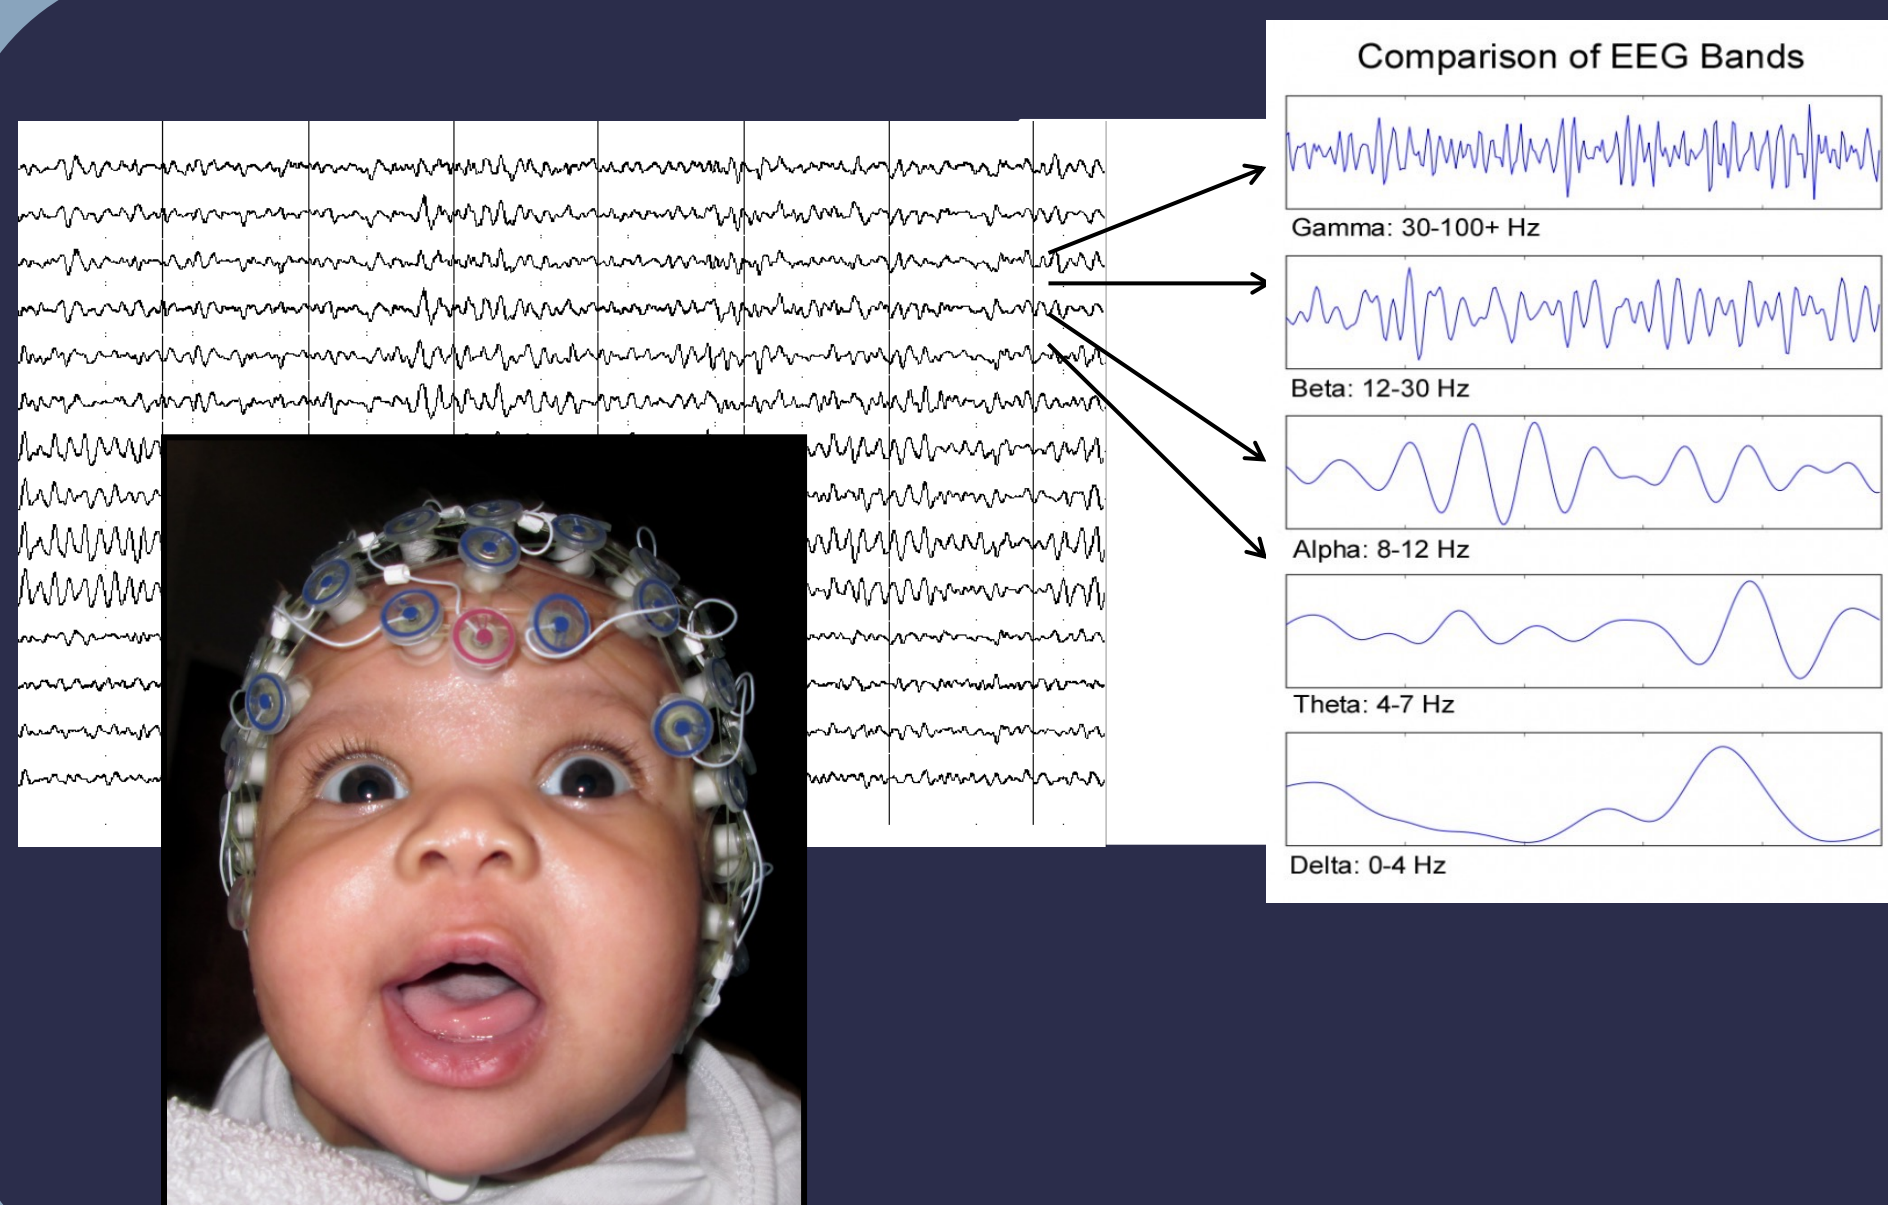 Comparison of EEG Bands
Gamma: 30-100+ Hz
Beta: 12-30 Hz
Alpha: 8-12 Hz
Theta: 4-7 Hz
Delta: 0-4 Hz